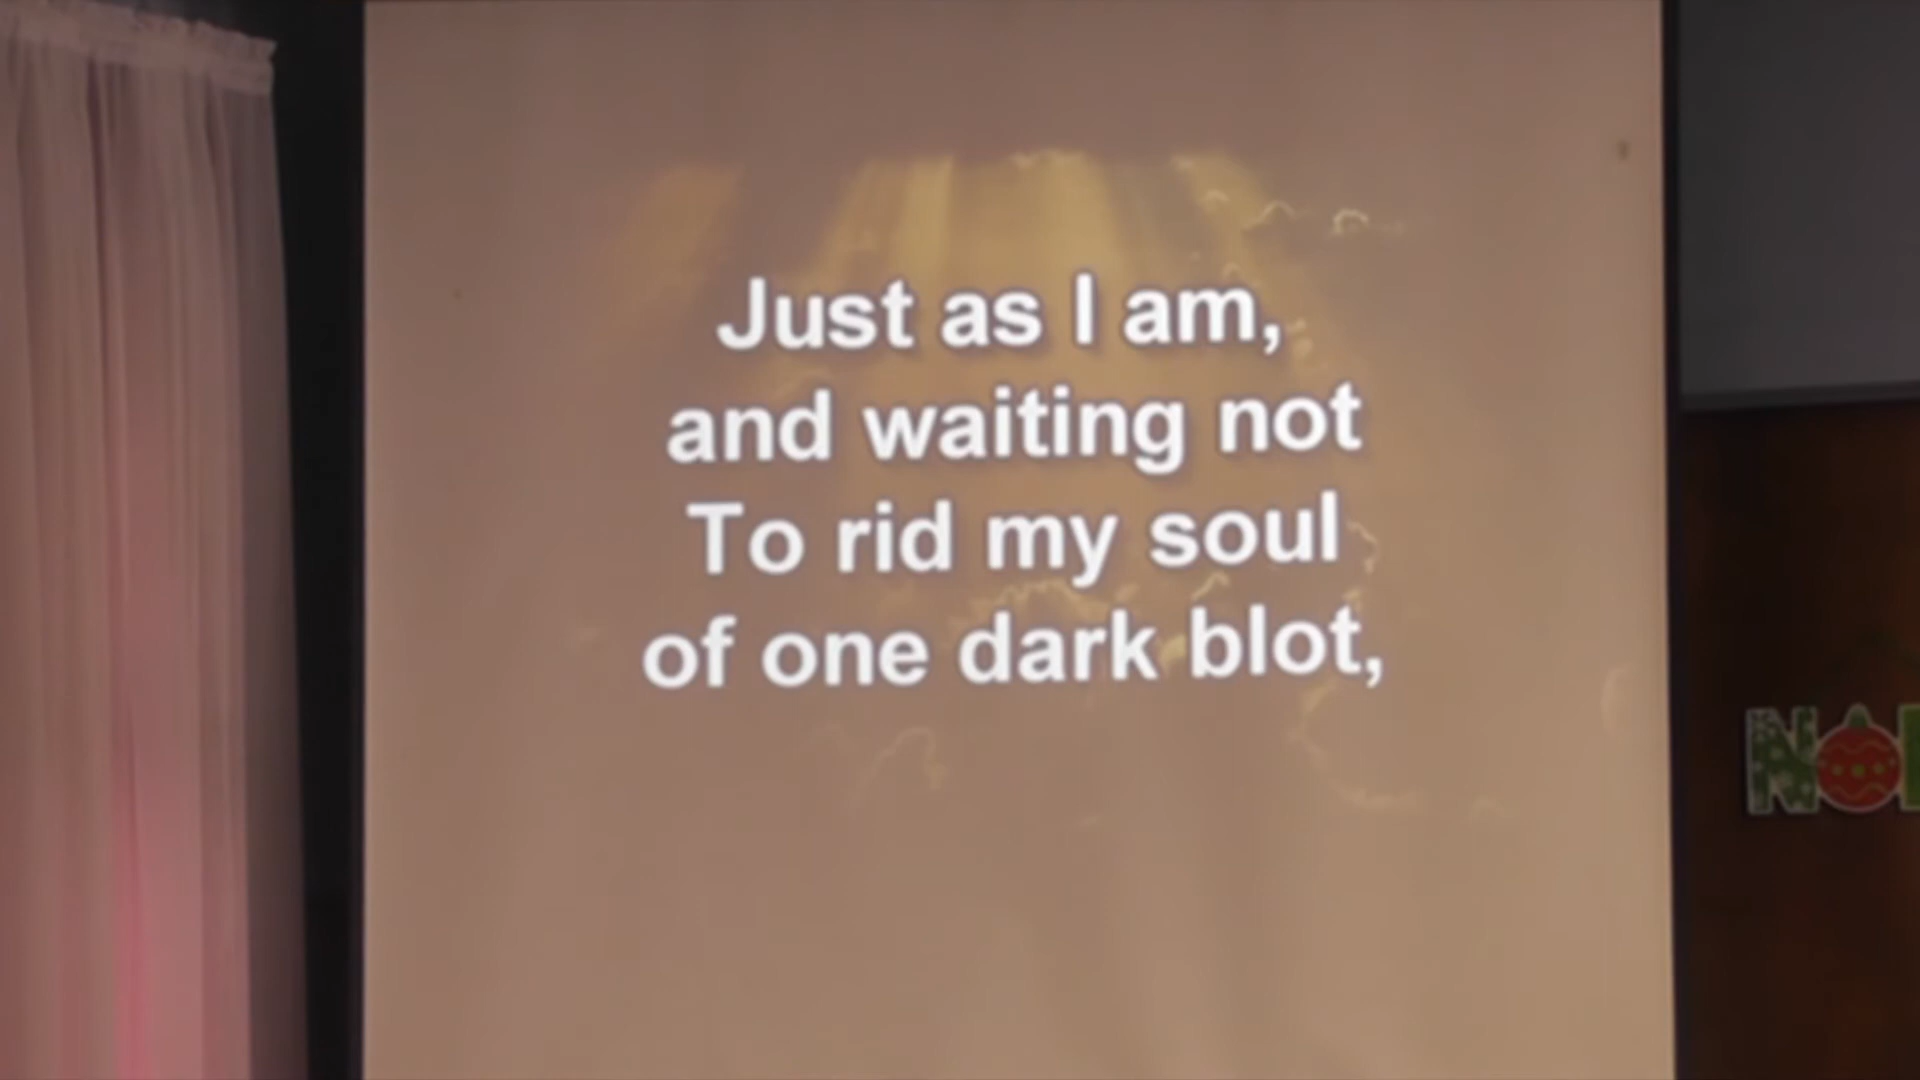 Just as I am,
and waiting not
To rid my soul
of one dark blot,